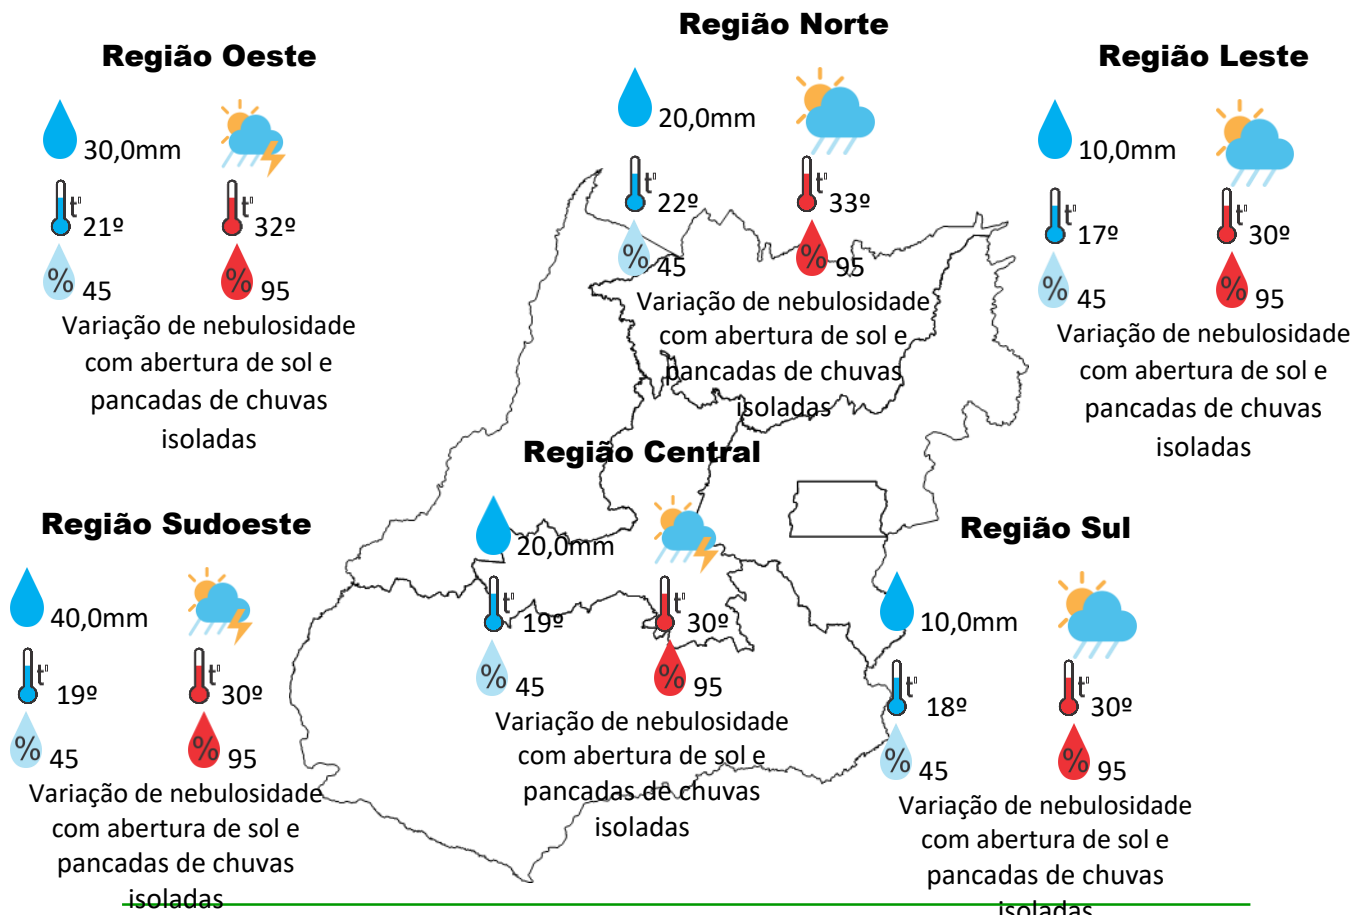 Região Oeste
30,0mm
t°
21º
t°
32º
%
45
%
95
Variação de nebulosidade
com abertura de sol e
pancadas de chuvas
isoladas
Região Norte
20,0mm
t°
22º
t°
33º
%
45
%
95
Variação de nebulosidade
com abertura de sol e
pancadas de chuvas
isoladas
Região Leste
10,0mm
t°
17º
t°
30º
%
45
%
95
Variação de nebulosidade
com abertura de sol e
pancadas de chuvas
isoladas
Região Sudoeste
40,0mm
t°
19º
t°
30º
%
45
%
95
Variação de nebulosidade
com abertura de sol e
pancadas de chuvas
isoladas
Região Central
20,0mm
t°
19º
t°
30º
%
45
%
95
Variação de nebulosidade
com abertura de sol e
pancadas de chuvas
isoladas
Região Sul
10,0mm
t°
18º
t°
30º
%
45
%
95
Variação de nebulosidade
com abertura de sol e
pancadas de chuvas
isoladas